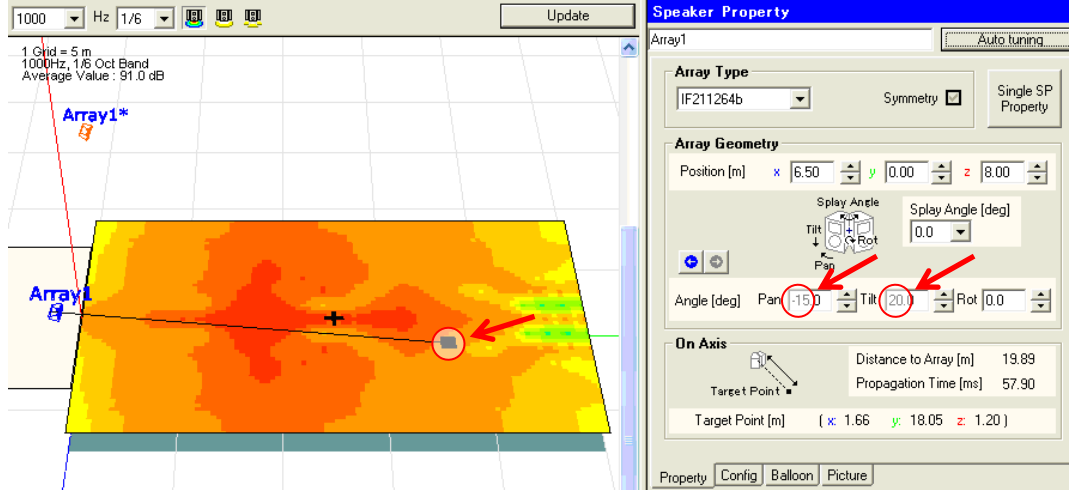 1000 Hz 1/6 Update
1 Grid = 5 m
1000Hz, 1/6 Oct Band
Average Value : 91.0 dB
Array1*
Array1
Speaker Property
Array1 Auto tuning
Array Type
IF211264b Symmetry Single SP
Property
Array Geometry
Position [m] x 6.50 y 0.00 z 8.00
Splay Angle
Tilt Rot
Pan
Splay Angle [deg]
0.0
Angle [deg] Pan -15.0 Tilt 20.0 Rot 0.0
On Axis
Target Point
Distance to Array [m] 19.89
Propagation Time [ms] 57.90
Target Point [m] ( x: 1.66 y: 18.05 z: 1.20 )
Property Config Balloon Picture